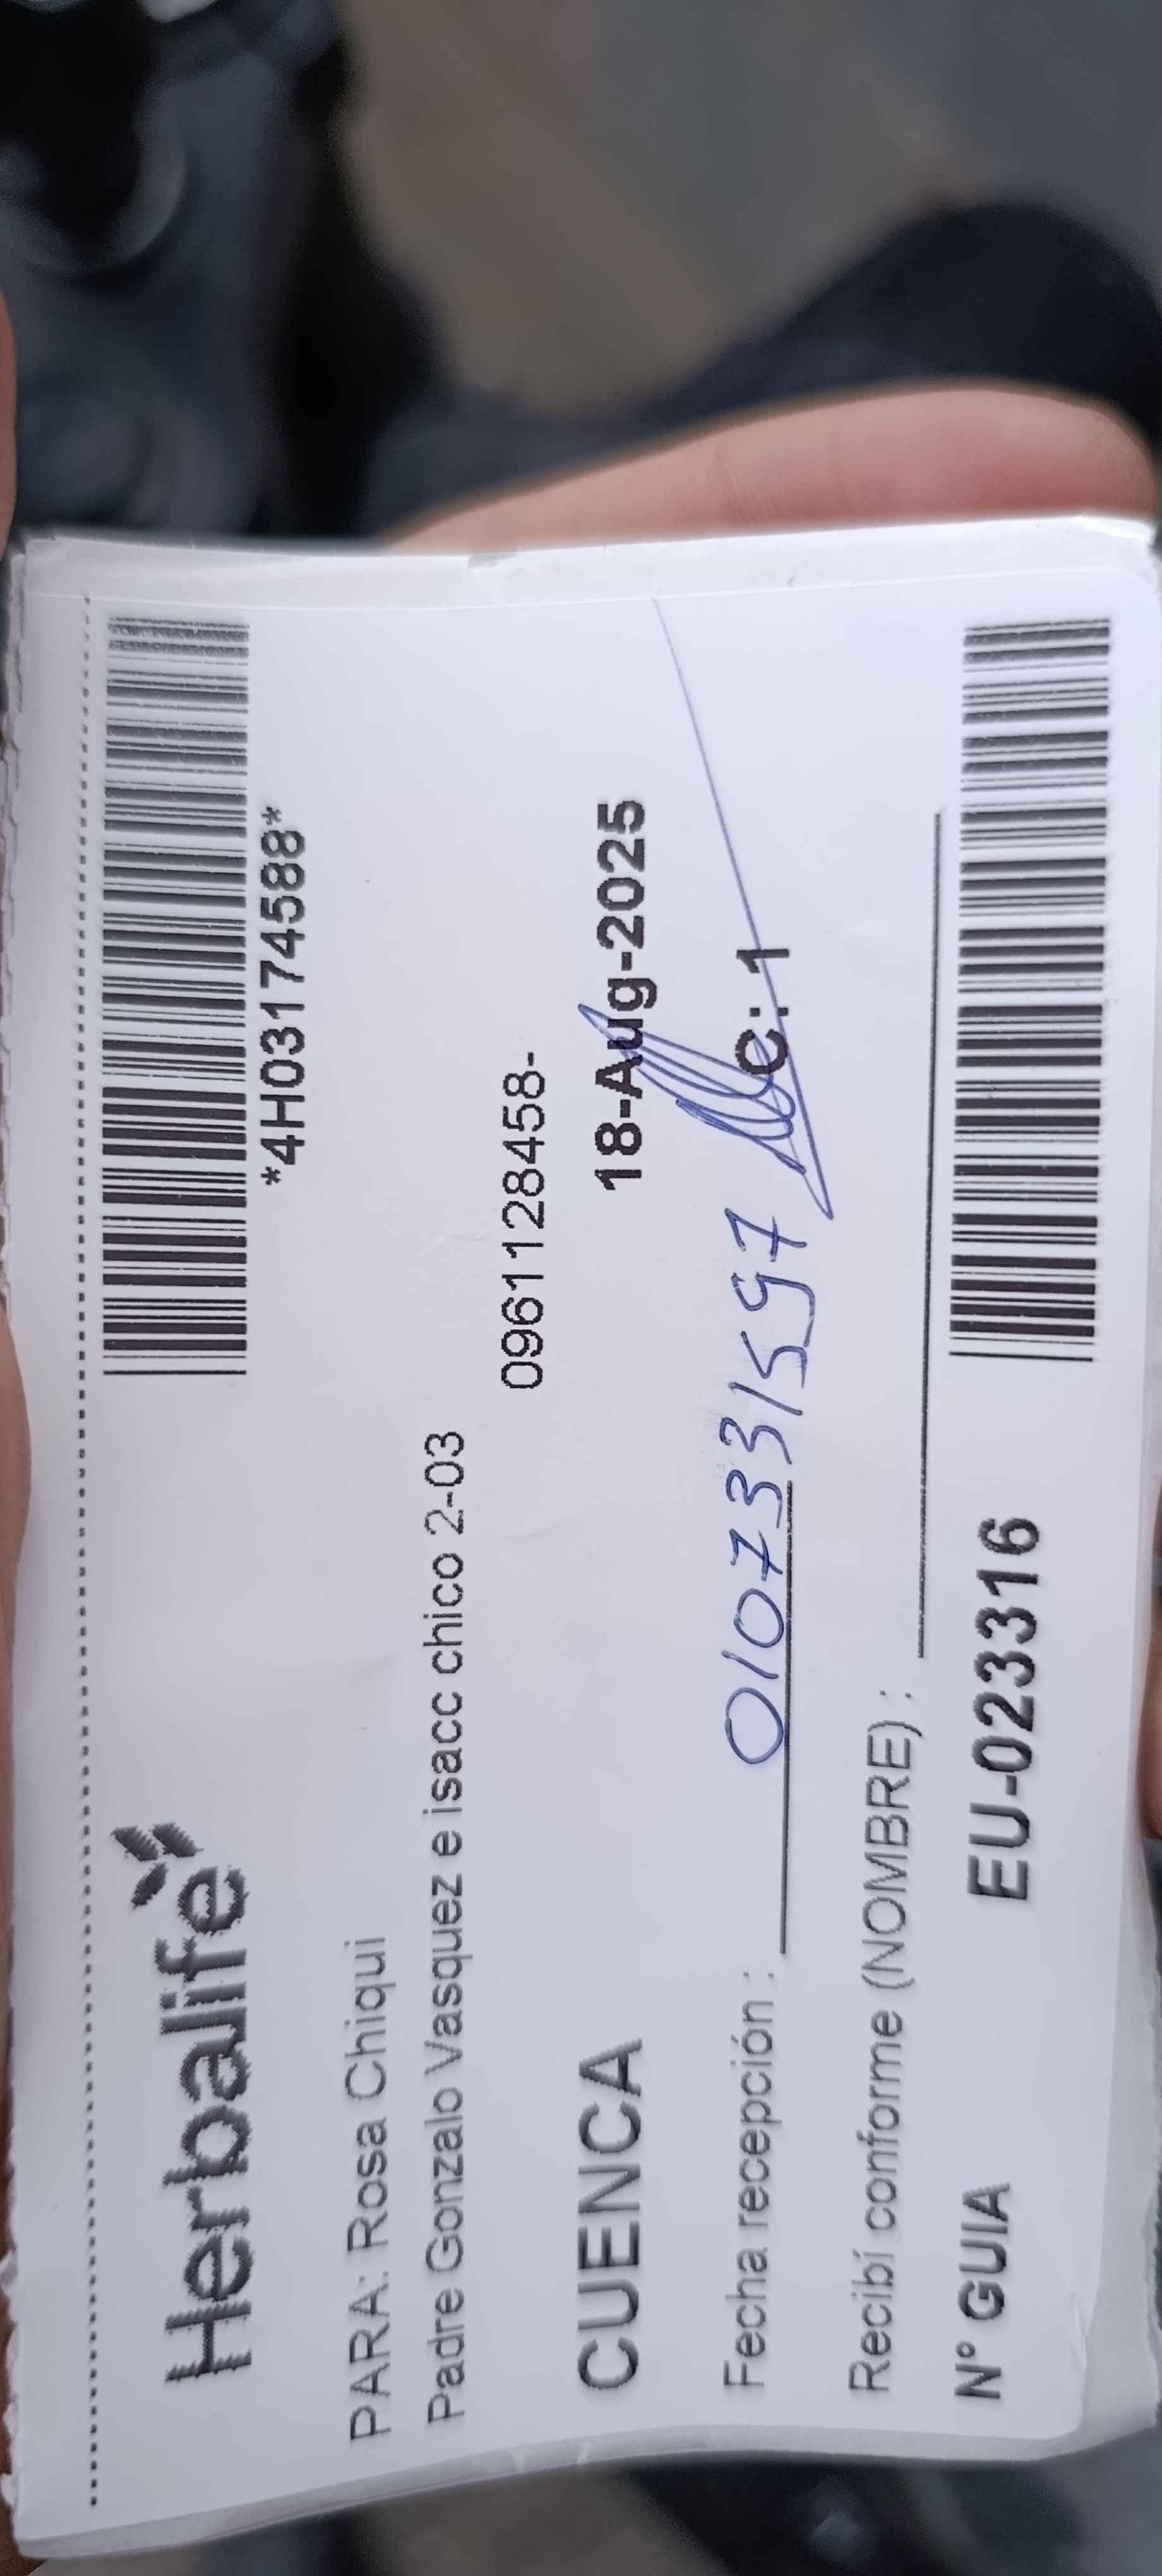 Herbalife
*4H03174588*
PARA: Rosa Chiqui
Padre Gonzalo Vasquez e isacc chico 2-03
0961128458-
CUENCA 18-Aug-2025
Fecha recepción : 0107331597 C: 1
Recibí conforme (NOMBRE) :
N° GUIA EU-023316